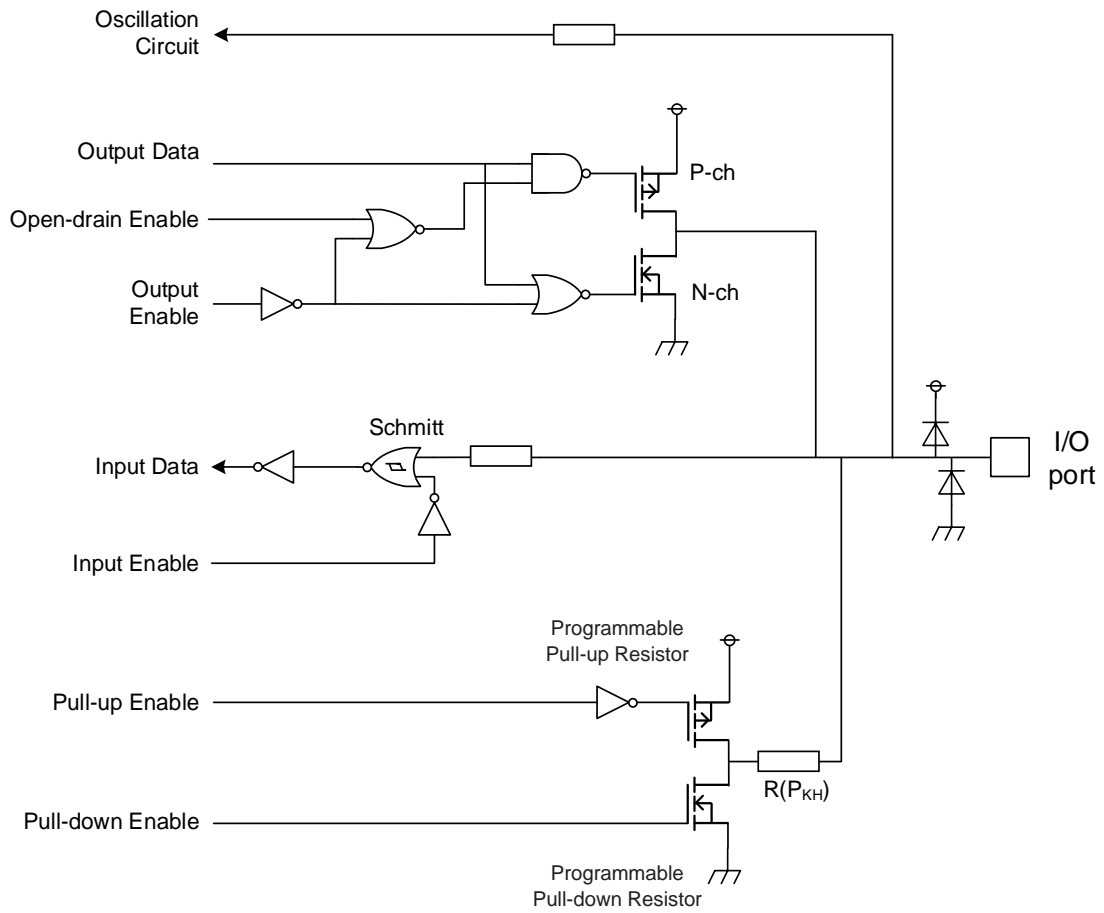 Oscillation
Circuit
Output Data
P-ch
Open-drain Enable
Output
Enable
N-ch
Schmitt
Input Data
I/O
port
Input Enable
Programmable
Pull-up Resistor
Pull-up Enable
R(PKH)
Pull-down Enable
Programmable
Pull-down Resistor